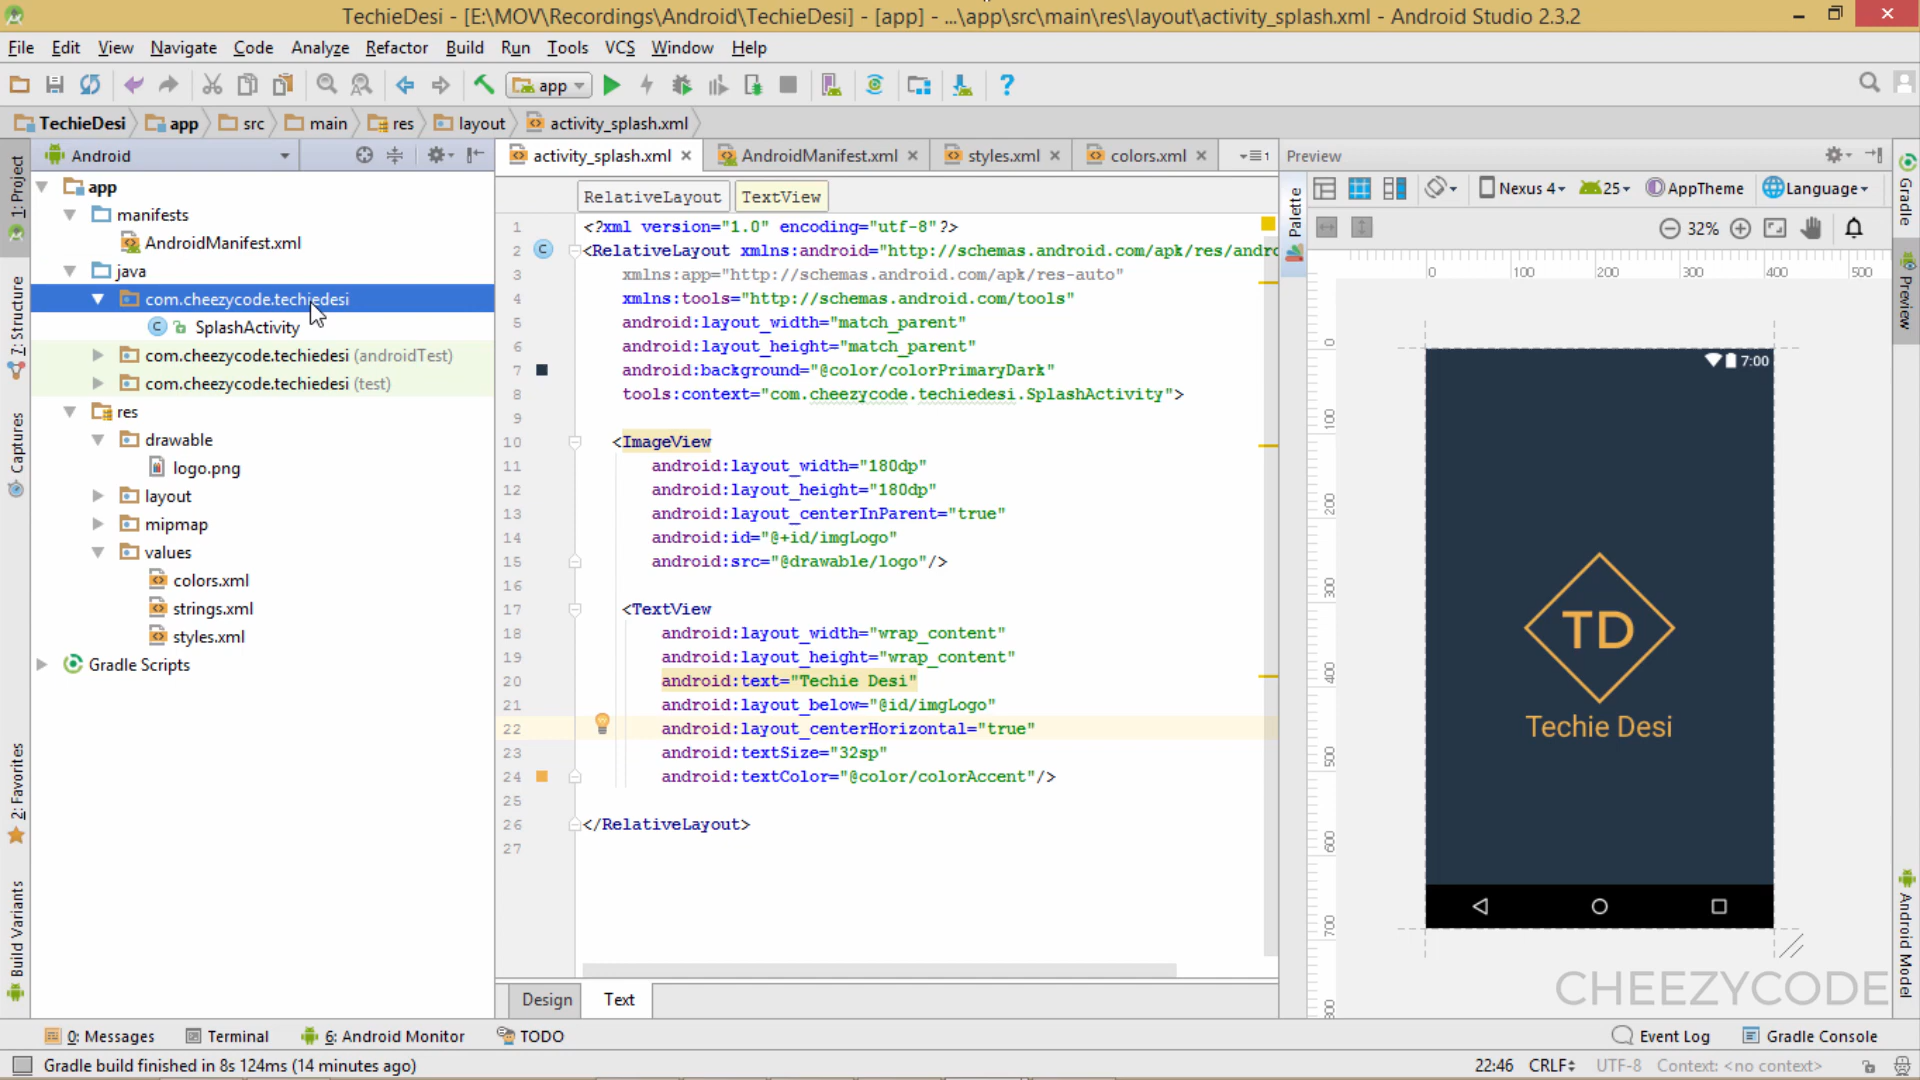 TechieDesi - [E:\MOV\Recordings\Android\TechieDesi] - [app] - ...\app\src\main\res\layout\activity_splash.xml - Android Studio 2.3.2
File Edit View Navigate Code Analyze Refactor Build Run Tools VCS Window Help
app
TechieDesi app src main res layout activity_splash.xml
Android
activity_splash.xml AndroidManifest.xml styles.xml colors.xml 1
Preview
1: Project
7: Structure
Captures
2: Favorites
Build Variants
app
manifests
AndroidManifest.xml
java
com.cheezycode.techiedesi
SplashActivity
com.cheezycode.techiedesi (androidTest)
com.cheezycode.techiedesi (test)
res
drawable
logo.png
layout
mipmap
values
colors.xml
strings.xml
styles.xml
Gradle Scripts
RelativeLayout TextView
1 <?xml version="1.0" encoding="utf-8"?>
2 <RelativeLayout xmlns:android="http://schemas.android.com/apk/res/andro
3 xmlns:app="http://schemas.android.com/apk/res-auto"
4 xmlns:tools="http://schemas.android.com/tools"
5 android:layout_width="match_parent"
6 android:layout_height="match_parent"
7 android:background="@color/colorPrimaryDark"
8 tools:context="com.cheezycode.techiedesi.SplashActivity">
9
10 <ImageView
11 android:layout_width="180dp"
12 android:layout_height="180dp"
13 android:layout_centerInParent="true"
14 android:id="@+id/imgLogo"
15 android:src="@drawable/logo"/>
16
17 <TextView
18 android:layout_width="wrap_content"
19 android:layout_height="wrap_content"
20 android:text="Techie Desi"
21 android:layout_below="@id/imgLogo"
22 android:layout_centerHorizontal="true"
23 android:textSize="32sp"
24 android:textColor="@color/colorAccent"/>
25
26 </RelativeLayout>
27
Design Text
Palette
Nexus 4 25 AppTheme Language
32%
0 100 200 300 400 500
0
100
200
300
400
500
600
700
800
7:00
TD
Techie Desi
CHEEZYCODE
Gradle
Preview
Android Model
0: Messages Terminal 6: Android Monitor TODO Event Log Gradle Console
Gradle build finished in 8s 124ms (14 minutes ago) 22:46 CRLF UTF-8 Context: <no context>